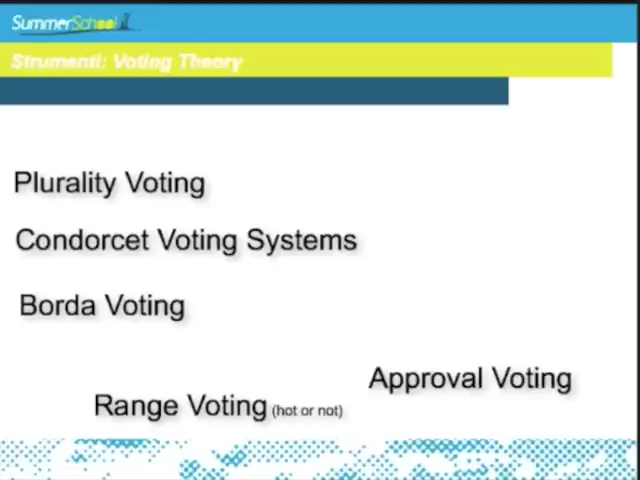 SummerSchool
Strumenti: Voting Theory
Plurality Voting
Condorcet Voting Systems
Borda Voting
Approval Voting
Range Voting (hot or not)